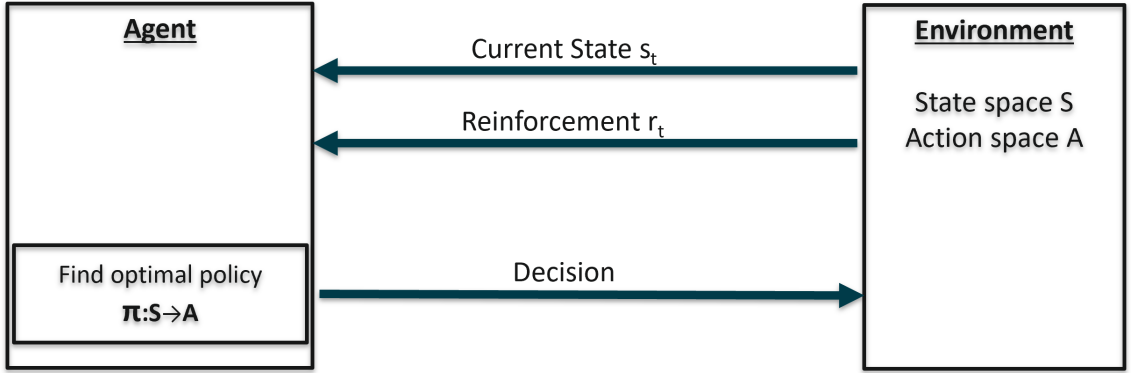 Agent
Current State sₜ
Reinforcement rₜ
Environment
State space S
Action space A
Find optimal policy
π:S→A
Decision